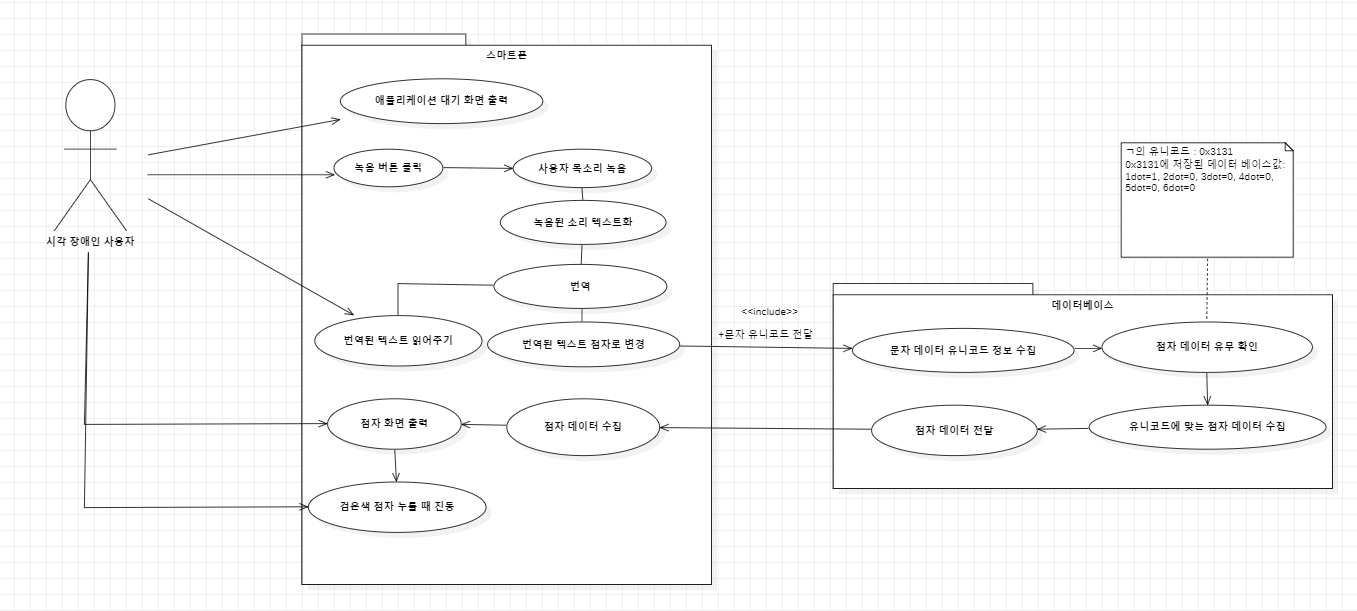 스마트폰
애플리케이션 대기 화면 출력
녹음 버튼 클릭
사용자 목소리 녹음
녹음된 소리 텍스트화
번역
번역된 텍스트 읽어주기
번역된 텍스트 점자로 변경
점자 화면 출력
점자 데이터 수집
검은색 점자 누를 때 진동
시각 장애인 사용자
<<include>>
+문자 유니코드 전달
ㄱ의 유니코드 : 0x3131
0x3131에 저장된 데이터 베이스값:
1dot=1, 2dot=0, 3dot=0, 4dot=0,
5dot=0, 6dot=0
데이터베이스
문자 데이터 유니코드 정보 수집
점자 데이터 유무 확인
점자 데이터 전달
유니코드에 맞는 점자 데이터 수집